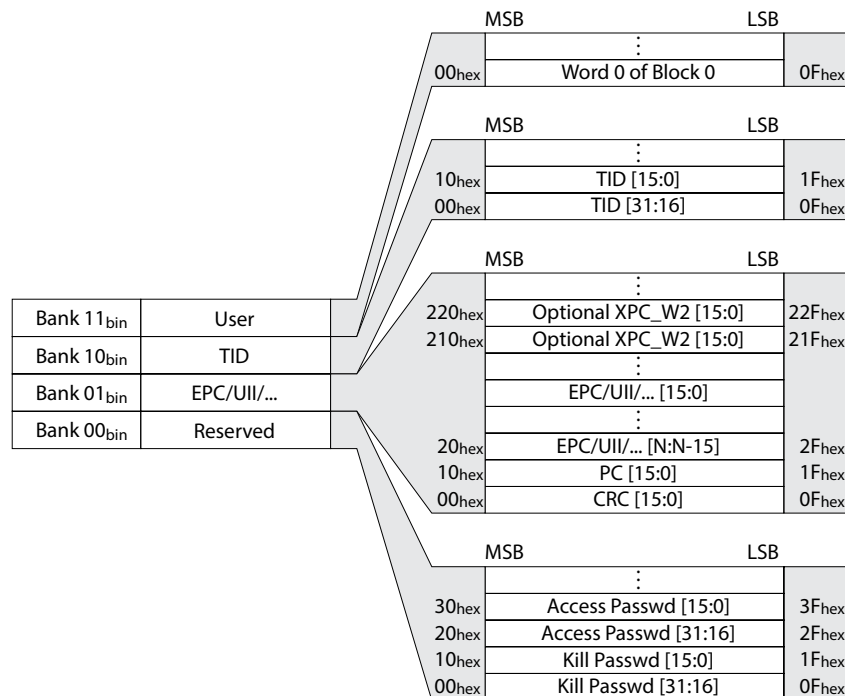 MSB LSB
⋮
00hex Word 0 of Block 0 0Fhex
MSB LSB
⋮
10hex TID [15:0] 1Fhex
00hex TID [31:16] 0Fhex
MSB LSB
⋮
220hex Optional XPC_W2 [15:0] 22Fhex
210hex Optional XPC_W2 [15:0] 21Fhex
⋮
EPC/UII/... [15:0]
⋮
20hex EPC/UII/... [N:N-15] 2Fhex
10hex PC [15:0] 1Fhex
00hex CRC [15:0] 0Fhex
Bank 11bin User
Bank 10bin TID
Bank 01bin EPC/UII/...
Bank 00bin Reserved
MSB LSB
⋮
30hex Access Passwd [15:0] 3Fhex
20hex Access Passwd [31:16] 2Fhex
10hex Kill Passwd [15:0] 1Fhex
00hex Kill Passwd [31:16] 0Fhex